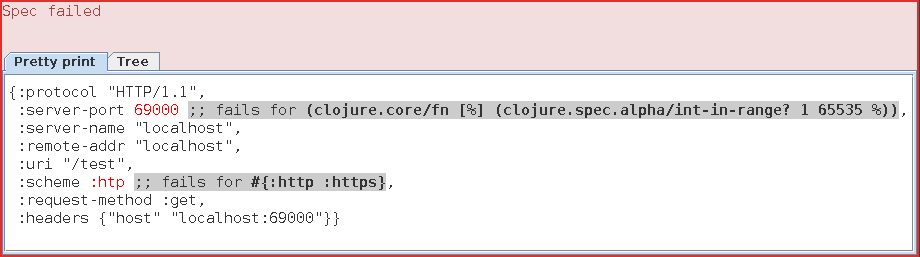 Spec failed
Pretty print Tree
{:protocol "HTTP/1.1",
 :server-port 69000 ;; fails for (clojure.core/fn [%] (clojure.spec.alpha/int-in-range? 1 65535 %)),
 :server-name "localhost",
 :remote-addr "localhost",
 :uri "/test",
 :scheme :htp ;; fails for #{:http :https},
 :request-method :get,
 :headers {"host" "localhost:69000"}}